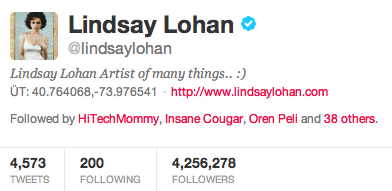 Lindsay Lohan
@lindsaylohan
Lindsay Lohan Artist of many things.. :)
ÜT: 40.764068,-73.976541 · http://www.lindsaylohan.com
Followed by HiTechMommy, Insane Cougar, Oren Peli and 38 others.
4,573 200 4,256,278
TWEETS FOLLOWING FOLLOWERS